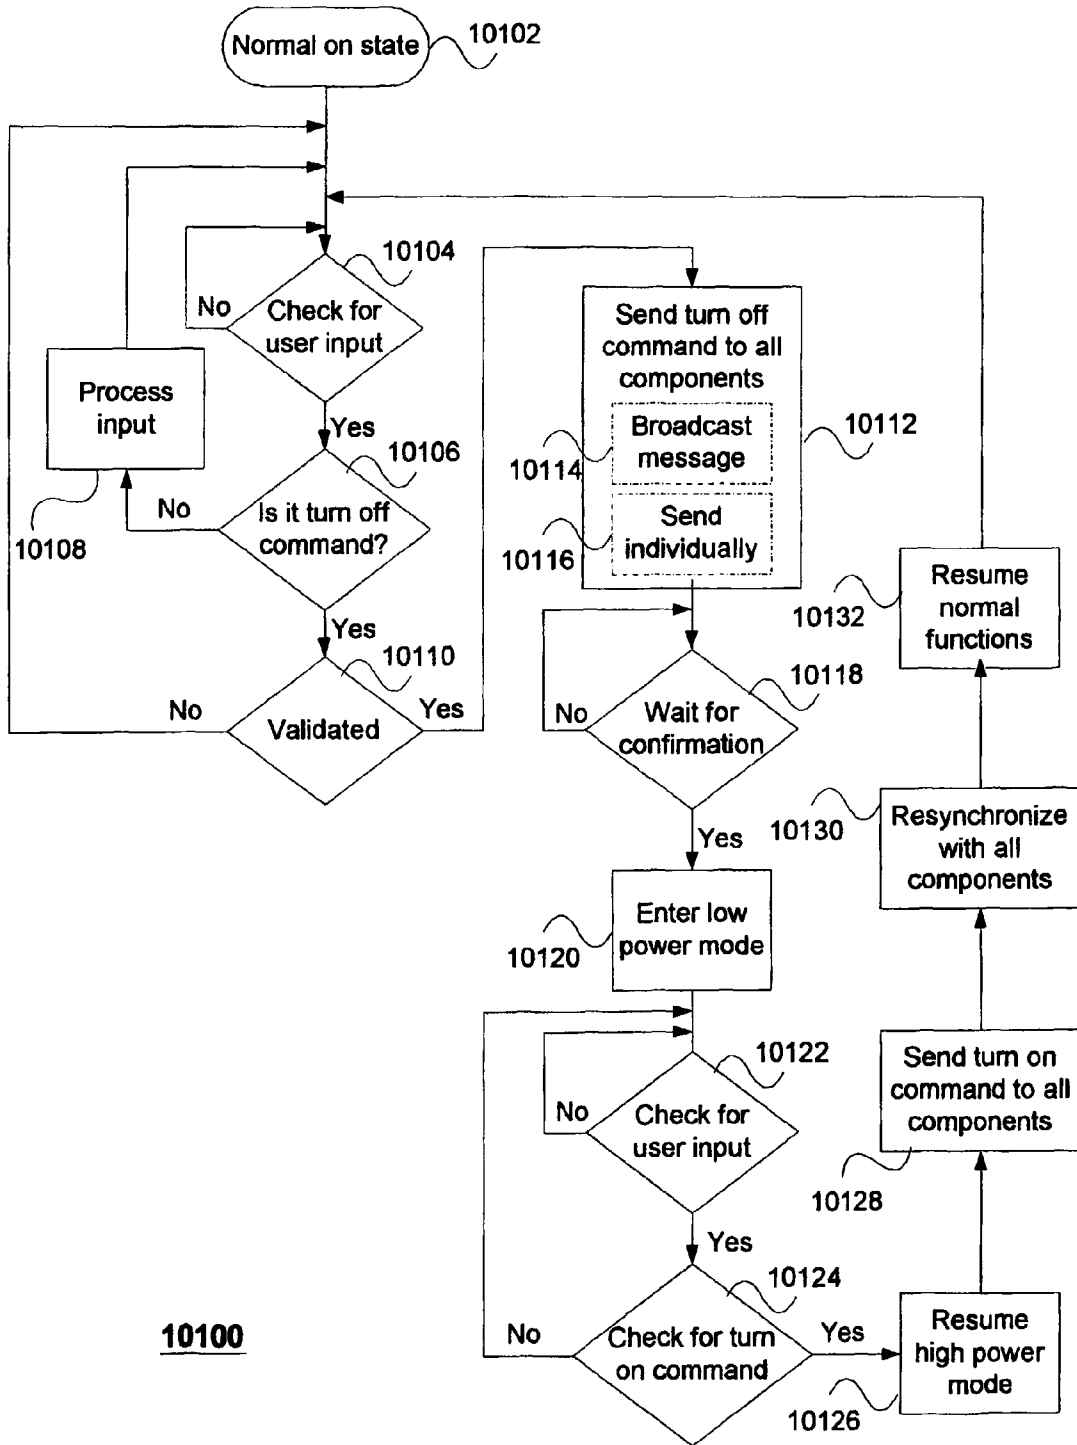 Normal on state
10102
10104
No
Check for
user input
Process
input
10108
Yes
10106
No
Is it turn off
command?
Yes
10110
No
Validated
Yes
Send turn off
command to all
components
10112
Broadcast
message
10114
Send
individually
10116
10118
No
Wait for
confirmation
Yes
Enter low
power mode
10120
10122
No
Check for
user input
Yes
10124
No
Check for turn
on command
Yes
Resume
high power
mode
10126
Send turn on
command to all
components
10128
Resynchronize
with all
components
10130
Resume
normal
functions
10132
10100